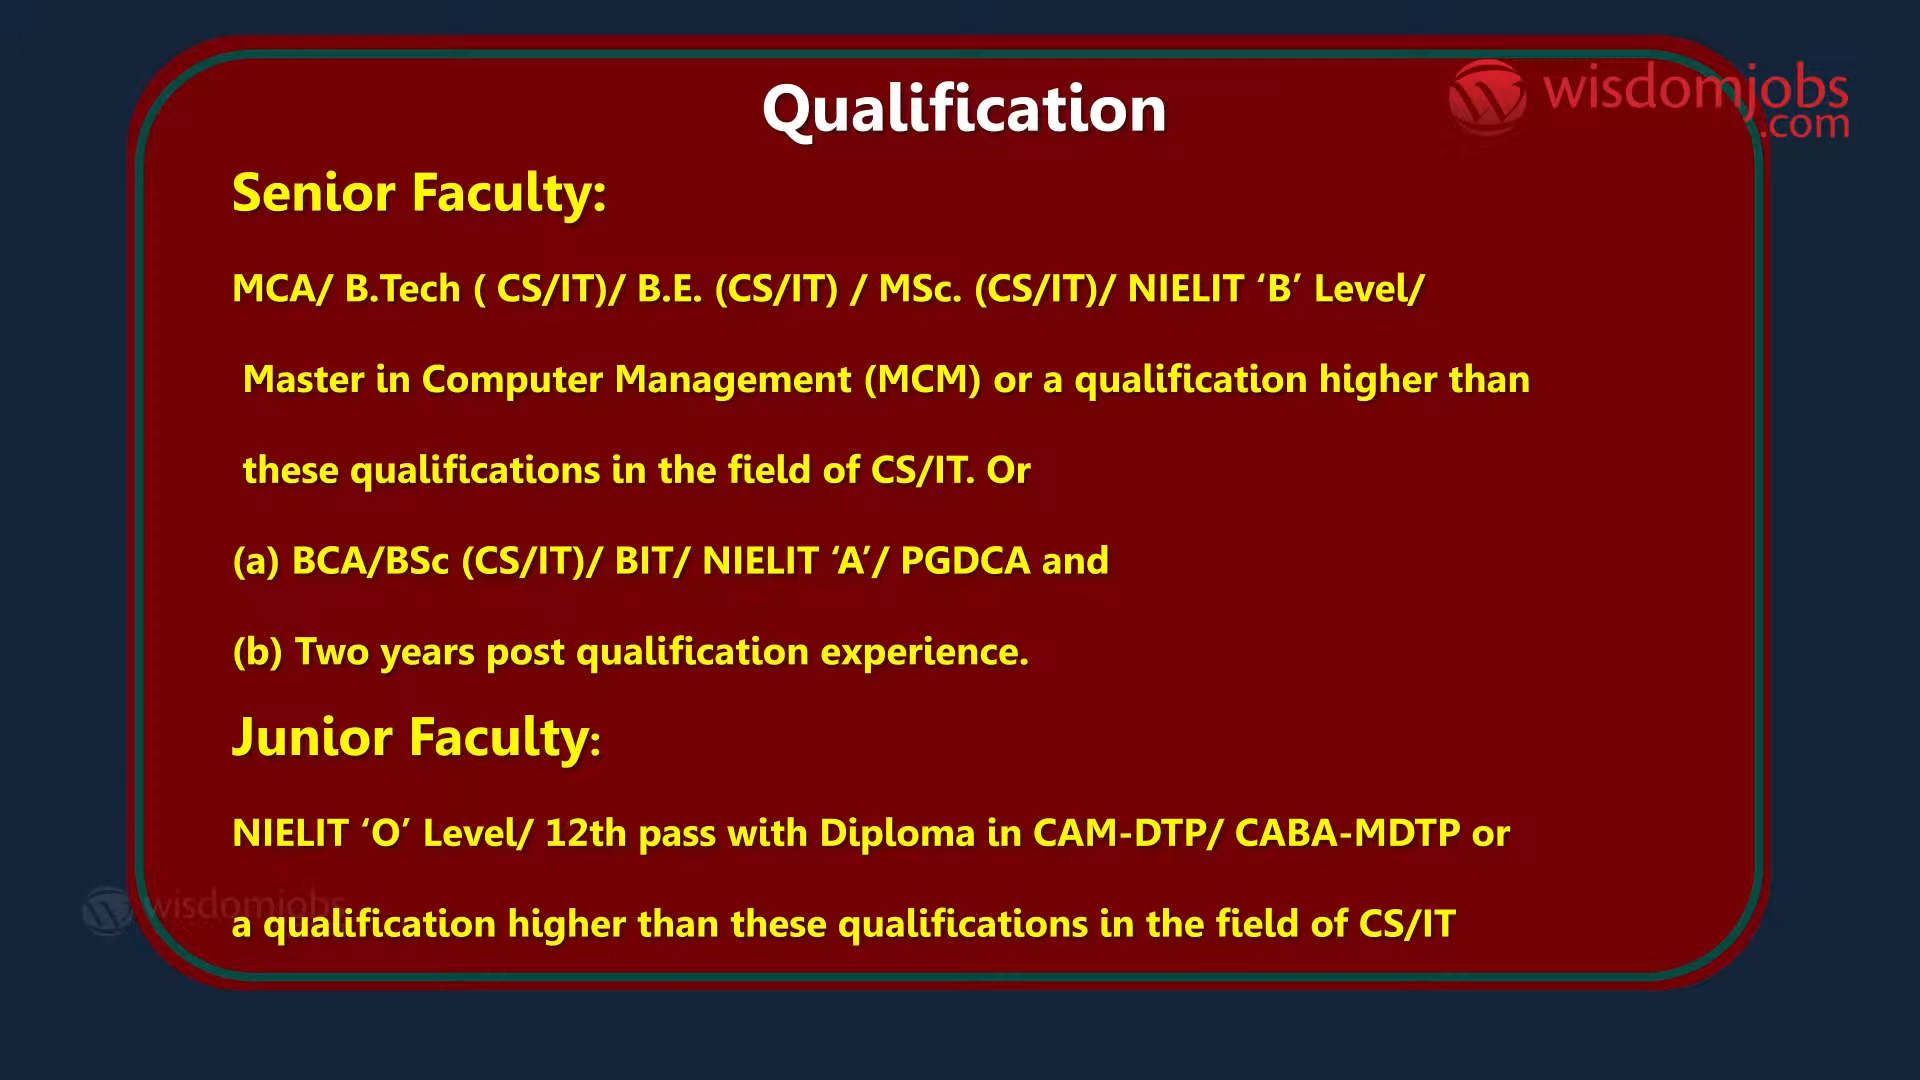 Qualification
wisdomjobs
.com
Senior Faculty:
MCA/ B.Tech ( CS/IT)/ B.E. (CS/IT) / MSc. (CS/IT)/ NIELIT ‘B’ Level/
Master in Computer Management (MCM) or a qualification higher than
these qualifications in the field of CS/IT. Or
(a) BCA/BSc (CS/IT)/ BIT/ NIELIT ‘A’/ PGDCA and
(b) Two years post qualification experience.
Junior Faculty:
NIELIT ‘O’ Level/ 12th pass with Diploma in CAM-DTP/ CABA-MDTP or
wisdomjobs
a qualification higher than these qualifications in the field of CS/IT